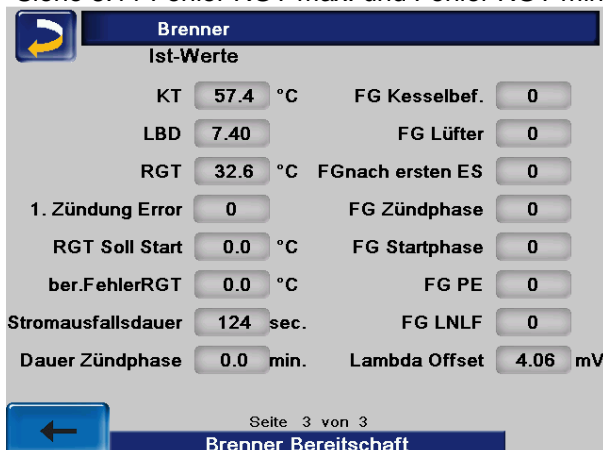 Brenner
Ist-Werte
KT 57.4 °C FG Kesselbef. 0
LBD 7.40 FG Lüfter 0
RGT 32.6 °C FGnach ersten ES 0
1. Zündung Error 0 FG Zündphase 0
RGT Soll Start 0.0 °C FG Startphase 0
ber.FehlerRGT 0.0 °C FG PE 0
Stromausfallsdauer 124 sec. FG LNLF 0
Dauer Zündphase 0.0 min. Lambda Offset 4.06 mV
Seite 3 von 3
Brenner Bereitschaft